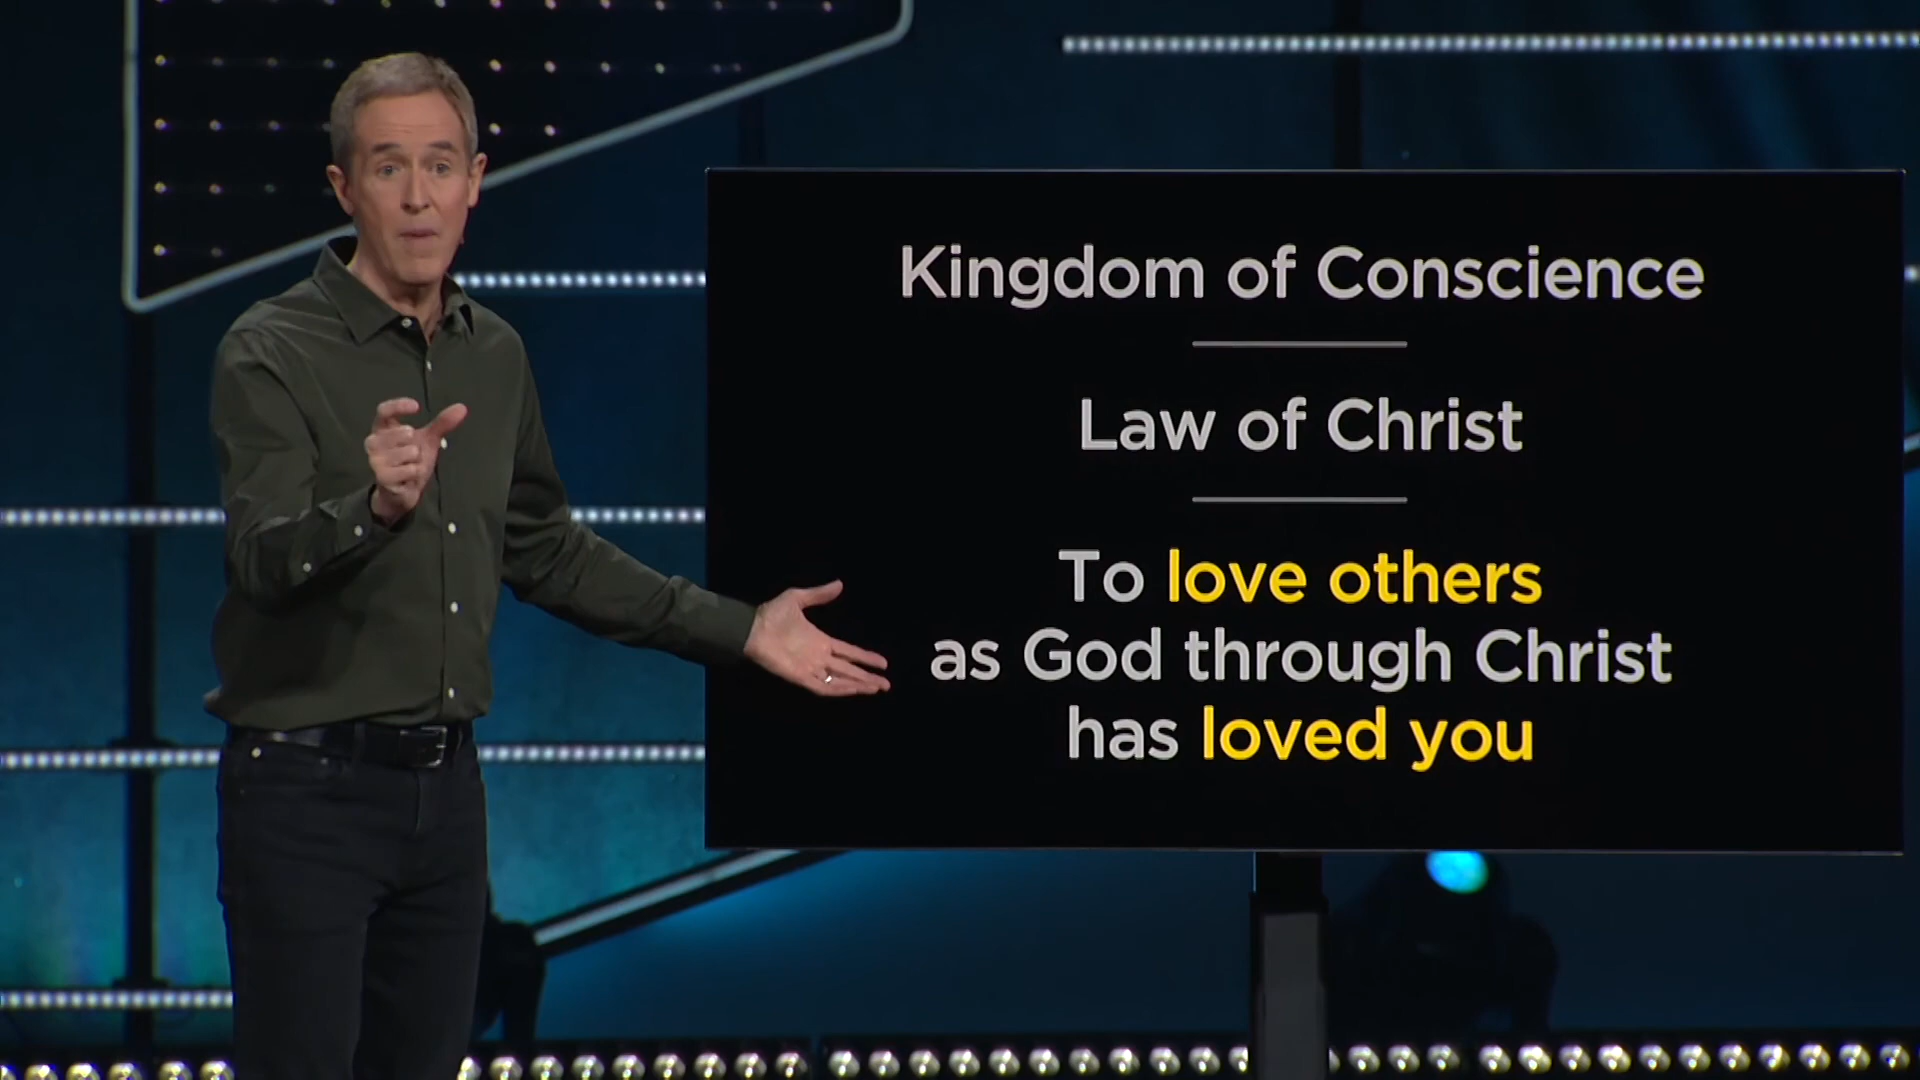 Kingdom of Conscience
Law of Christ
To love others
as God through Christ
has loved you